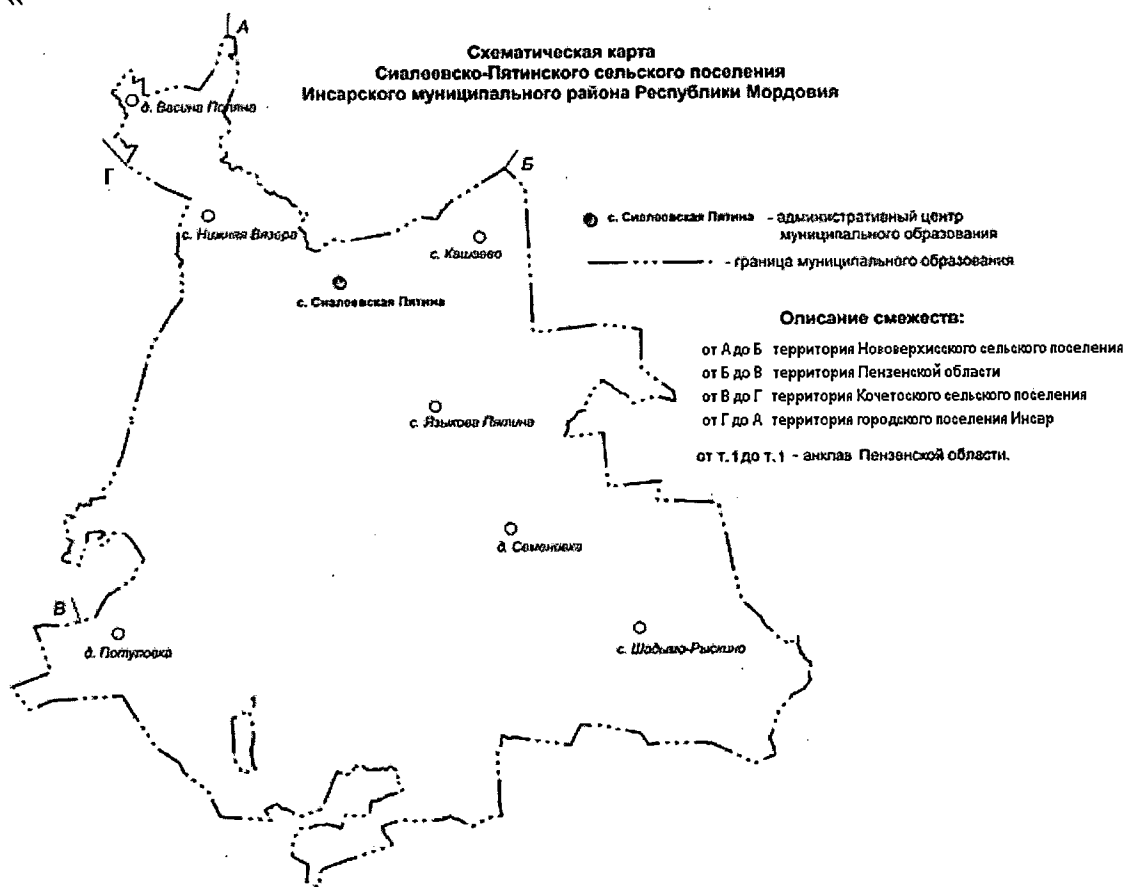 «
А
Схематическая карта
Сиалеевско-Пятинского сельского поселения
Инсарского муниципального района Республики Мордовия
д. Васина Поляна
Б
Г
с. Сиалеевская Пятина - административный центр
муниципального образования
с. Нижняя Вязера
с. Кашаево
- граница муниципального образования
с. Сиалеевская Пятина
Описание смежеств:
от А до Б территория Нововерхисского сельского поселения
от Б до В территория Пензенской области
от В до Г территория Кочетоского сельского поселения
от Г до А территория городского поселения Инсар
с. Языкова Пятина
от т.1 до т.1 - анклав Пензенской области.
д. Семеновка
В
д. Потуловка
с. Шадымо-Рыскино
1